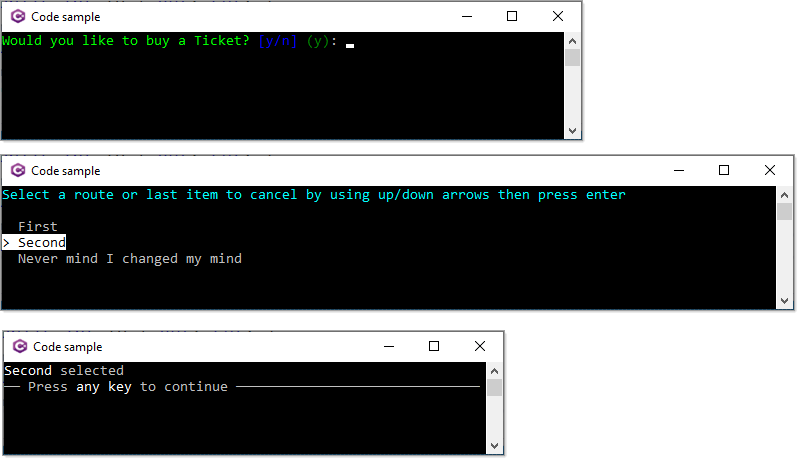 Code sample
Would you like to buy a Ticket? [y/n] (y):
Code sample
Select a route or last item to cancel by using up/down arrows then press enter
First
> Second
Never mind I changed my mind
Code sample
Second selected
Press any key to continue